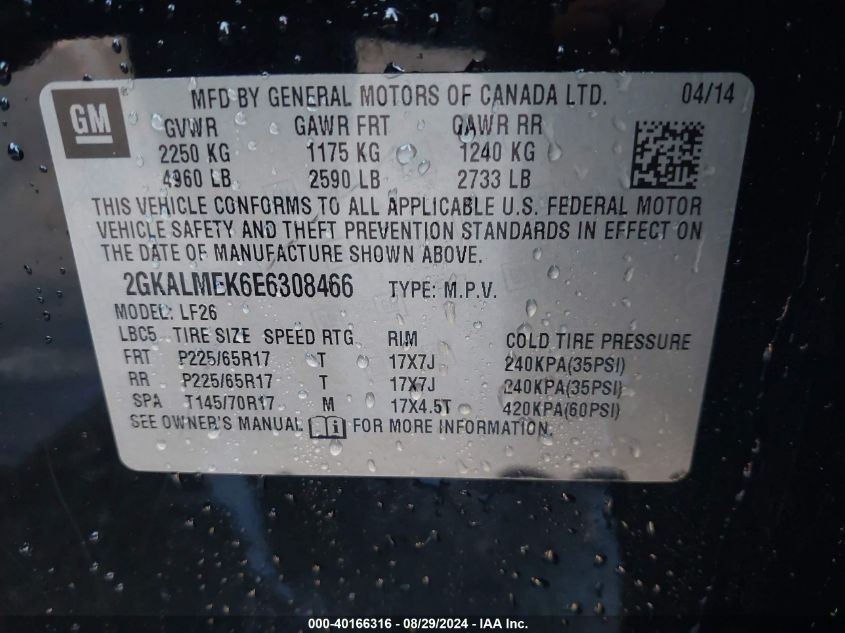 GM
MFD BY GENERAL MOTORS OF CANADA LTD. 04/14
GVWR GAWR FRT GAWR RR
2250 KG 1175 KG 1240 KG
4960 LB 2590 LB 2733 LB
THIS VEHICLE CONFORMS TO ALL APPLICABLE U.S. FEDERAL MOTOR
VEHICLE SAFETY AND THEFT PREVENTION STANDARDS IN EFFECT ON
THE DATE OF MANUFACTURE SHOWN ABOVE.
2GKALMEK6E6308466 TYPE: M.P.V.
MODEL: LF26
LBC5 TIRE SIZE SPEED RTG RIM COLD TIRE PRESSURE
FRT P225/65R17 T 17X7J 240KPA(35PSI)
RR P225/65R17 T 17X7J 240KPA(35PSI)
SPA T145/70R17 M 17X4.5T 420KPA(60PSI)
SEE OWNER'S MANUAL FOR MORE INFORMATION.
000-40166316 - 08/29/2024 - IAA Inc.